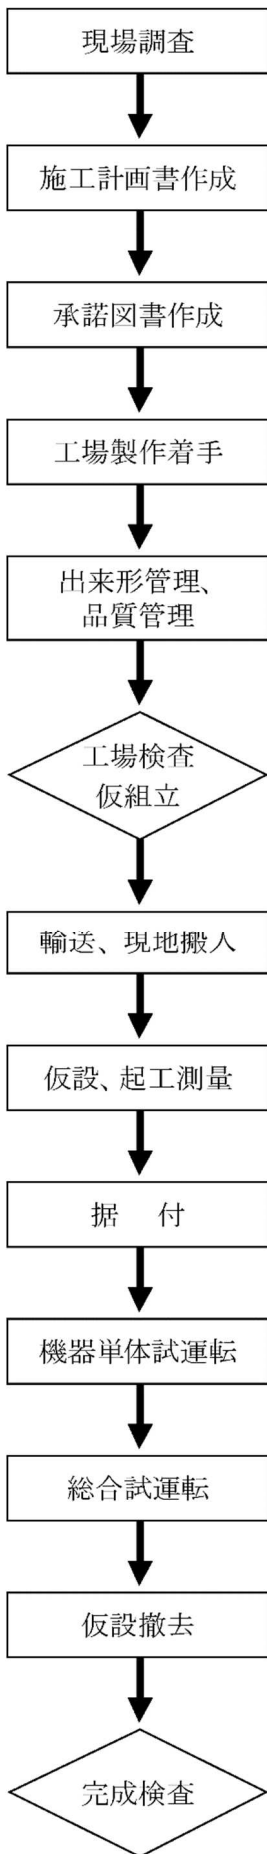 現場調査
施工計画書作成
承諾図書作成
工場製作着手
出来形管理、
品質管理
工場検査
仮組立
輸送、現地搬入
仮設、起工測量
据　付
機器単体試運転
総合試運転
仮設撤去
完成検査